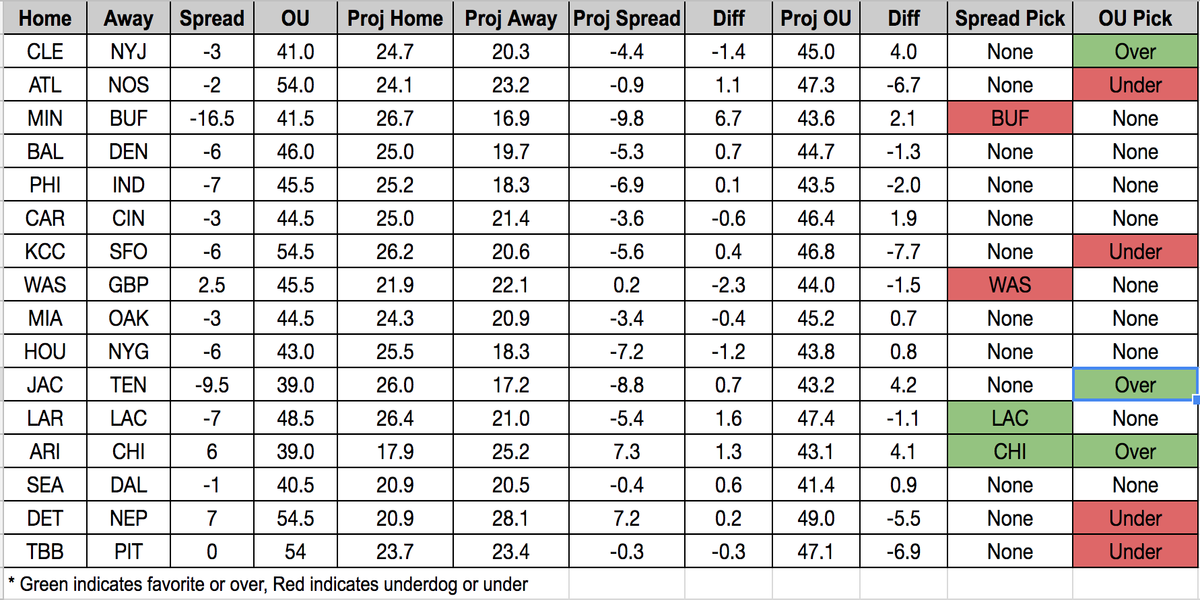 Home Away Spread OU Proj Home Proj Away Proj Spread Diff Proj OU Diff Spread Pick OU Pick
CLE NYJ -3 41.0 24.7 20.3 -4.4 -1.4 45.0 4.0 None Over
ATL NOS -2 54.0 24.1 23.2 -0.9 1.1 47.3 -6.7 None Under
MIN BUF -16.5 41.5 26.7 16.9 -9.8 6.7 43.6 2.1 BUF None
BAL DEN -6 46.0 25.0 19.7 -5.3 0.7 44.7 -1.3 None None
PHI IND -7 45.5 25.2 18.3 -6.9 0.1 43.5 -2.0 None None
CAR CIN -3 44.5 25.0 21.4 -3.6 -0.6 46.4 1.9 None None
KCC SFO -6 54.5 26.2 20.6 -5.6 0.4 46.8 -7.7 None Under
WAS GBP 2.5 45.5 21.9 22.1 0.2 -2.3 44.0 -1.5 WAS None
MIA OAK -3 44.5 24.3 20.9 -3.4 -0.4 45.2 0.7 None None
HOU NYG -6 43.0 25.5 18.3 -7.2 -1.2 43.8 0.8 None None
JAC TEN -9.5 39.0 26.0 17.2 -8.8 0.7 43.2 4.2 None Over
LAR LAC -7 48.5 26.4 21.0 -5.4 1.6 47.4 -1.1 LAC None
ARI CHI 6 39.0 17.9 25.2 7.3 1.3 43.1 4.1 CHI Over
SEA DAL -1 40.5 20.9 20.5 -0.4 0.6 41.4 0.9 None None
DET NEP 7 54.5 20.9 28.1 7.2 0.2 49.0 -5.5 None Under
TBB PIT 0 54 23.7 23.4 -0.3 -0.3 47.1 -6.9 None Under
* Green indicates favorite or over, Red indicates underdog or under